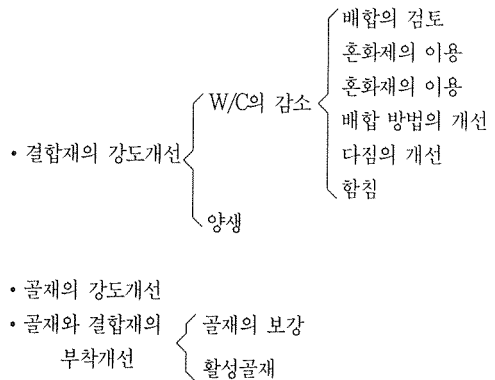 배합의 검토
혼화제의 이용
혼화재의 이용
W/C의 감소
배합 방법의 개선
• 결합재의 강도개선
다짐의 개선
함침
양생
• 골재의 강도개선
• 골재와 결합재의
골재의 보강
부착개선
활성골재